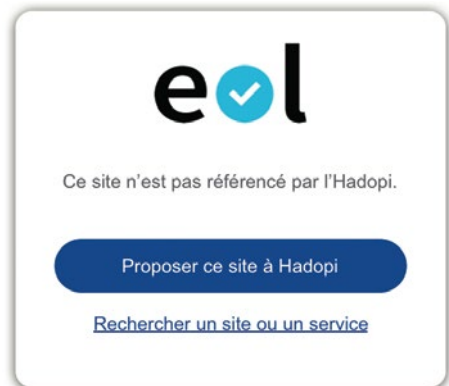 eol
Ce site n'est pas référencé par l'Hadopi.
Proposer ce site à Hadopi
Rechercher un site ou un service